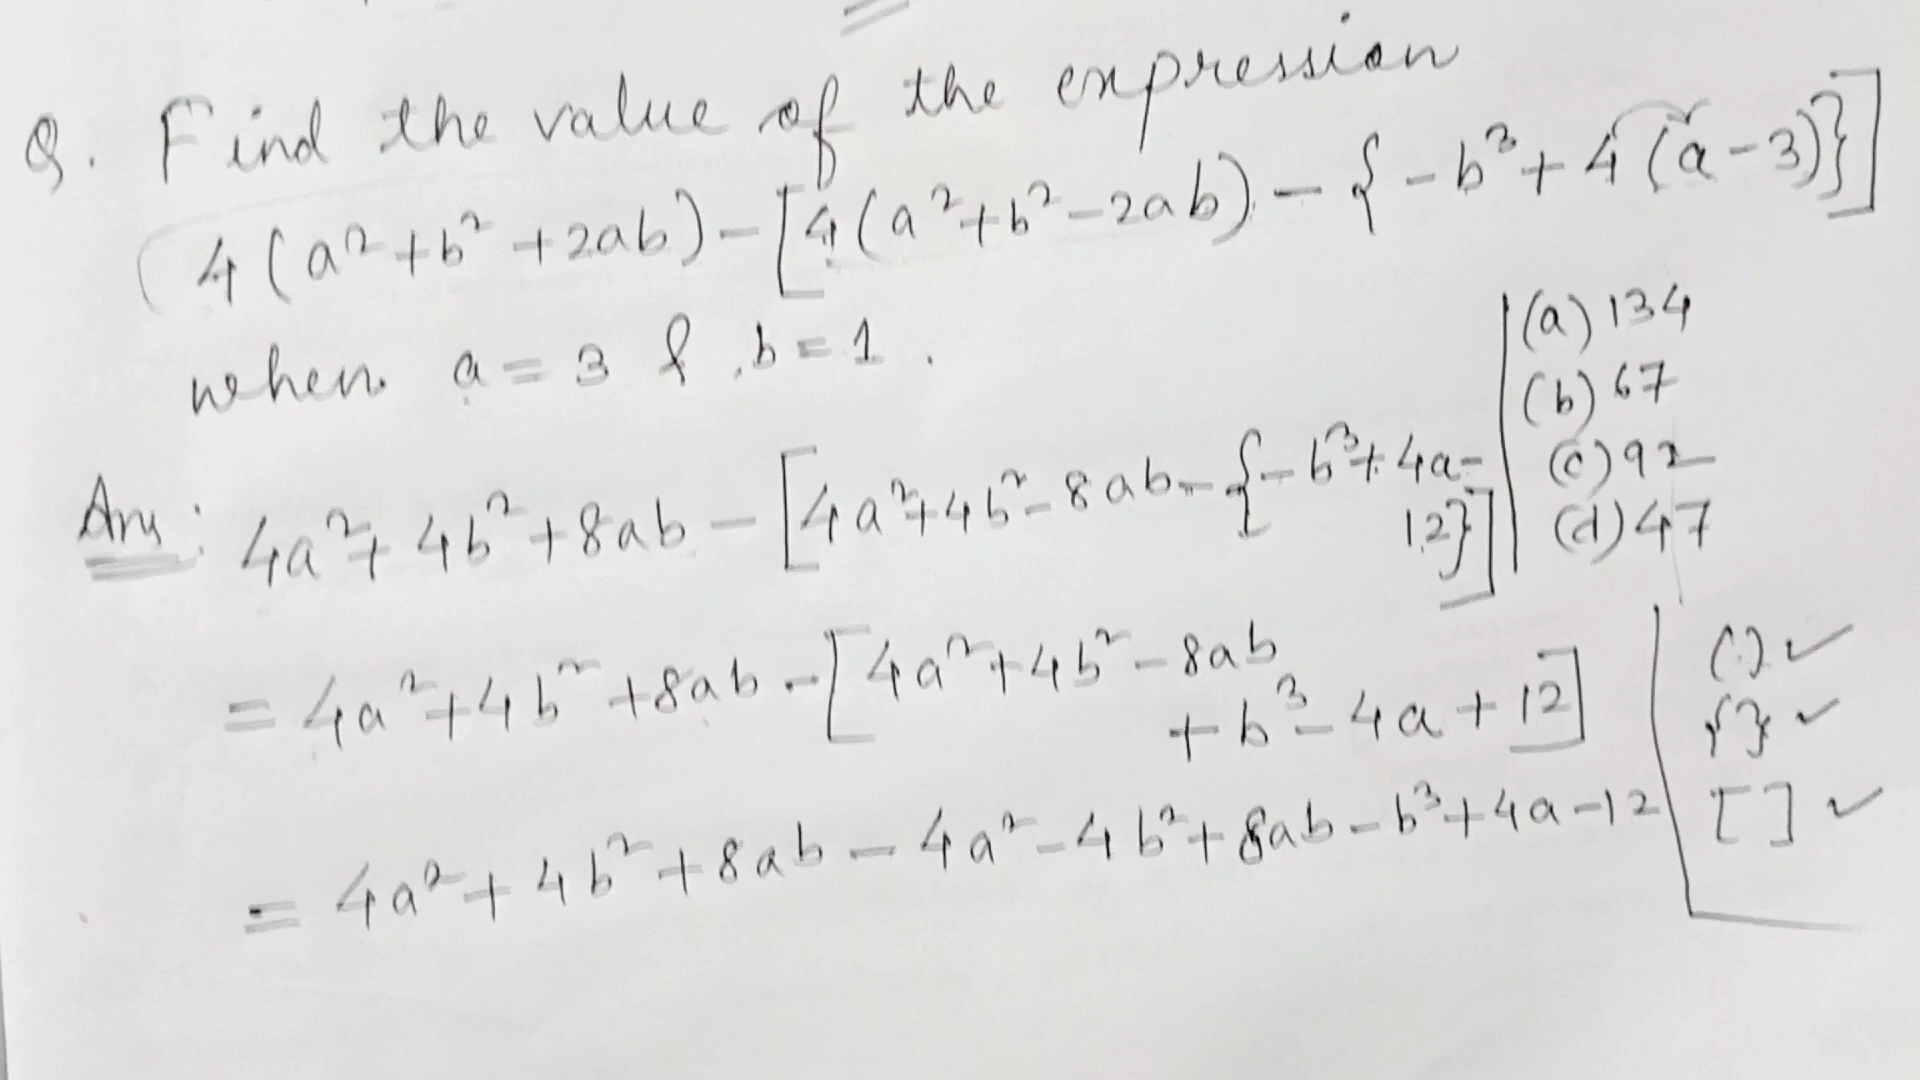 Q. Find the value of the expression
4(a²+b²+2ab)-[4(a²+b²-2ab)-{-b³+4(a-3)}]
when a=3 & b=1.
(a) 134
(b) 67
(c) 92
(d) 47
Ans: 4a²+4b²+8ab-[4a²+4b²-8ab-{-b³+4a-
12}]
=4a²+4b²+8ab-[4a²+4b²-8ab
+b³-4a+12]
=4a²+4b²+8ab-4a²-4b²+8ab-b³+4a-12
() ✓
{} ✓
[] ✓